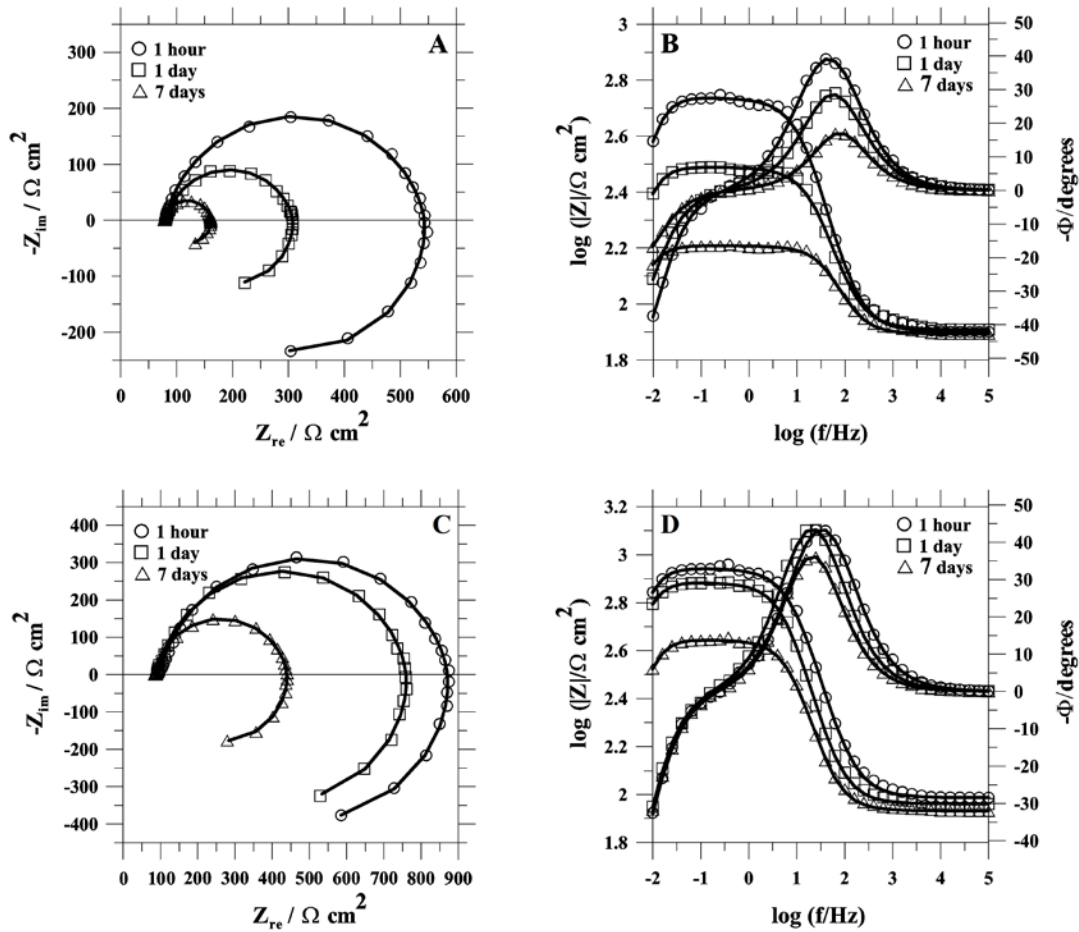 A
○ 1 hour
□ 1 day
△ 7 days
300
200
100
0
-100
-200
-Z_im / Ω cm²
0 100 200 300 400 500 600
Z_re / Ω cm²
B
○ 1 hour
□ 1 day
△ 7 days
3
2.8
2.6
2.4
2.2
2
1.8
log (|Z|/Ω cm²)
50
40
30
20
10
0
-10
-20
-30
-40
-50
-Φ/degrees
-2 -1 0 1 2 3 4 5
log (f/Hz)
C
○ 1 hour
□ 1 day
△ 7 days
400
300
200
100
0
-100
-200
-300
-400
-Z_im / Ω cm²
0 100 200 300 400 500 600 700 800 900
Z_re / Ω cm²
D
○ 1 hour
□ 1 day
△ 7 days
3.2
3
2.8
2.6
2.4
2.2
2
1.8
log (|Z|/Ω cm²)
50
40
30
20
10
0
-10
-20
-30
-40
-Φ/degrees
-2 -1 0 1 2 3 4 5
log (f/Hz)